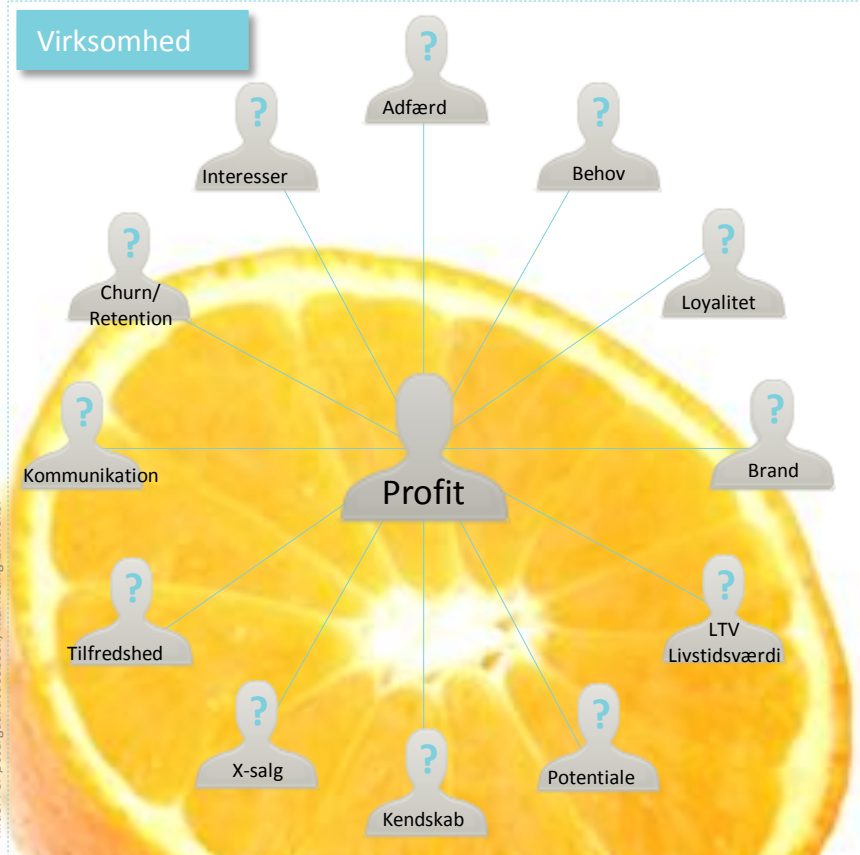 Virksomhed
?
Adfærd
?
Interesser
?
Behov
?
Churn/
Retention
?
Loyalitet
?
Kommunikation
?
Brand
Profit
?
Tilfredshed
?
LTV
Livstidsværdi
?
X-salg
?
Kendskab
?
Potentiale